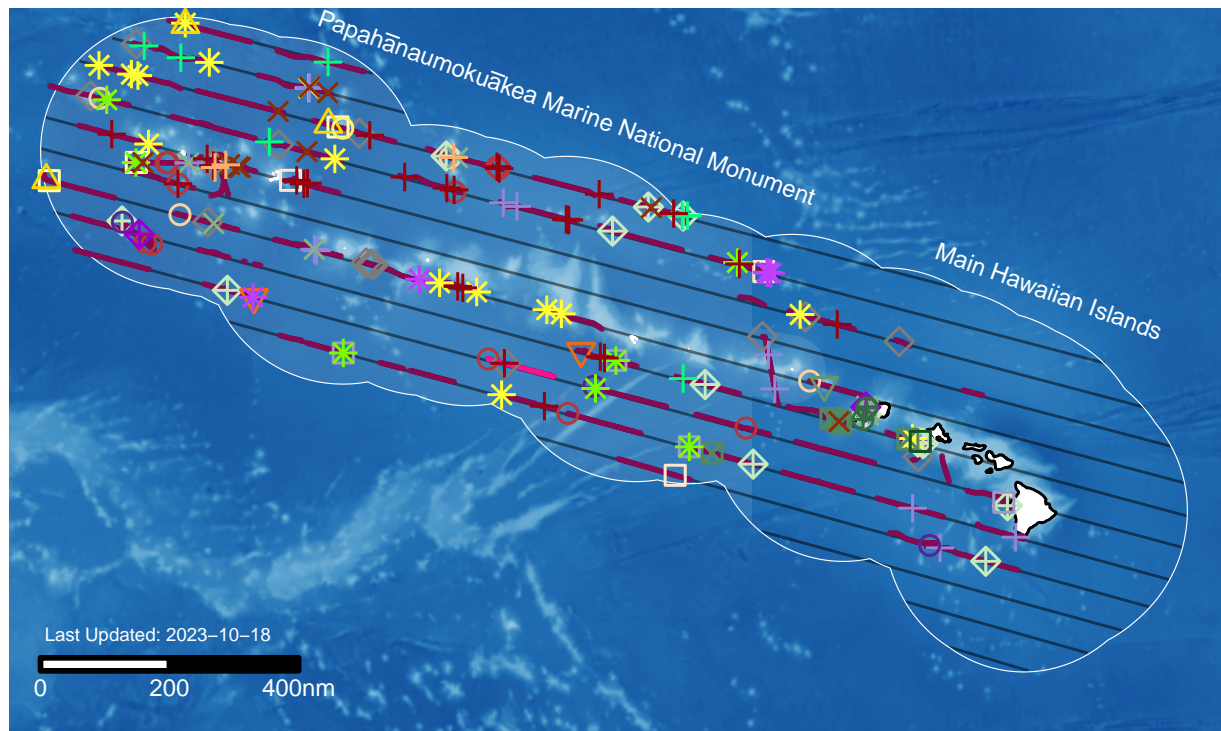 Papahānaumokuākea Marine National Monument
Main Hawaiian Islands
Last Updated: 2023−10−18
0 200 400nm